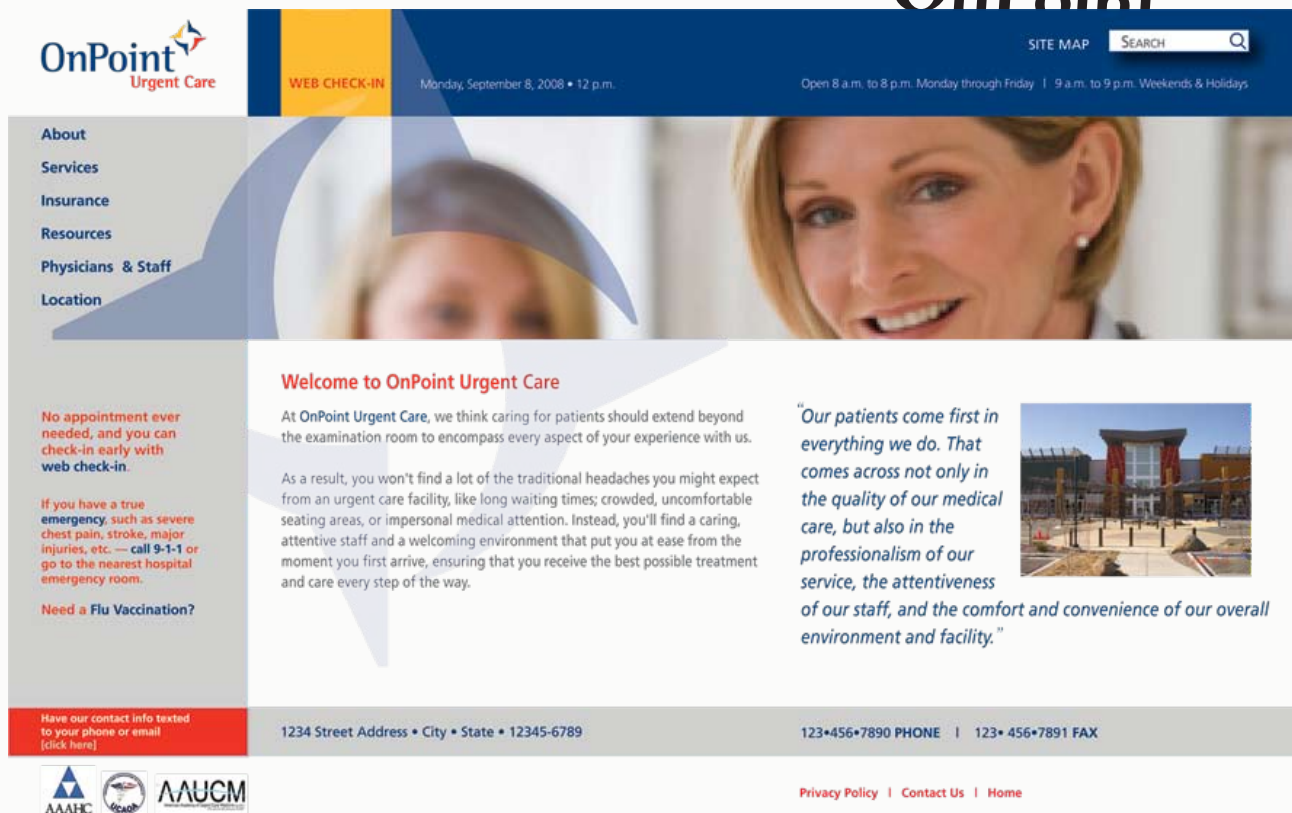 OnPoint
OnPoint
Urgent Care
SITE MAP
SEARCH
WEB CHECK-IN
Monday, September 8, 2008 • 12 p.m.
Open 8 a.m. to 8 p.m. Monday through Friday | 9 a.m. to 9 p.m. Weekends & Holidays
About
Services
Insurance
Resources
Physicians & Staff
Location
No appointment ever
needed, and you can
check-in early with
web check-in.
If you have a true
emergency, such as severe
chest pain, stroke, major
injuries, etc. — call 9-1-1 or
go to the nearest hospital
emergency room.
Need a Flu Vaccination?
Welcome to OnPoint Urgent Care
At OnPoint Urgent Care, we think caring for patients should extend beyond
the examination room to encompass every aspect of your experience with us.
As a result, you won't find a lot of the traditional headaches you might expect
from an urgent care facility, like long waiting times; crowded, uncomfortable
seating areas, or impersonal medical attention. Instead, you'll find a caring,
attentive staff and a welcoming environment that put you at ease from the
moment you first arrive, ensuring that you receive the best possible treatment
and care every step of the way.
"Our patients come first in
everything we do. That
comes across not only in
the quality of our medical
care, but also in the
professionalism of our
service, the attentiveness
of our staff, and the comfort and convenience of our overall
environment and facility."
Have our contact info texted
to your phone or email
[click here]
1234 Street Address • City • State • 12345-6789
123•456•7890 PHONE | 123• 456•7891 FAX
AAAHC
UCAOA
AAUCM
Privacy Policy | Contact Us | Home